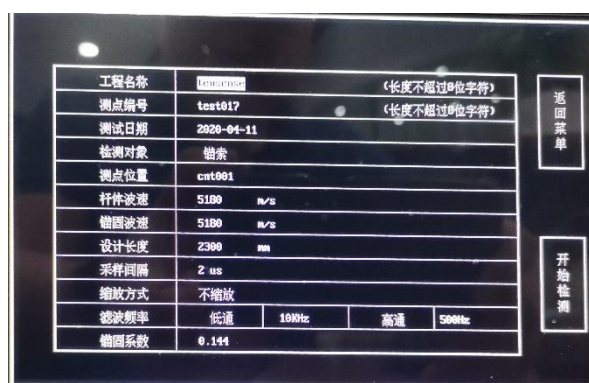 工程名称 (长度不超过8位字符)
测点编号 test017 (长度不超过8位字符)
测试日期 2020-04-11
检测对象 锚索
测点位置 cmt001
杆体波速 5180 m/s
锚固波速 5180 m/s
设计长度 2300 mm
采样间隔 2 us
缩放方式 不缩放
滤波频率 低通 10KHz 高通 500Hz
锚固系数 0.144
返回菜单
开始检测